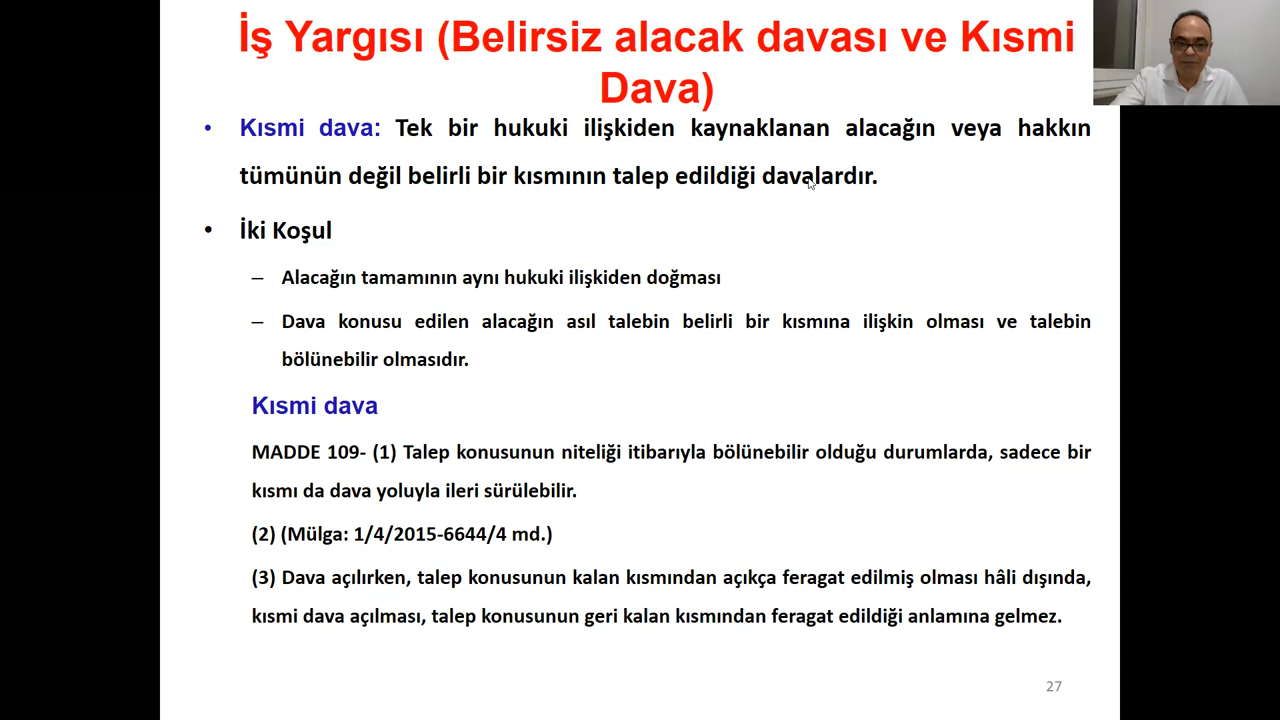 İş Yargısı (Belirsiz alacak davası ve Kısmi
Dava)
• Kısmi dava: Tek bir hukuki ilişkiden kaynaklanan alacağın veya hakkın
tümünün değil belirli bir kısmının talep edildiği davalardır.
• İki Koşul
– Alacağın tamamının aynı hukuki ilişkiden doğması
– Dava konusu edilen alacağın asıl talebin belirli bir kısmına ilişkin olması ve talebin
bölünebilir olmasıdır.
Kısmi dava
MADDE 109- (1) Talep konusunun niteliği itibarıyla bölünebilir olduğu durumlarda, sadece bir
kısmı da dava yoluyla ileri sürülebilir.
(2) (Mülga: 1/4/2015-6644/4 md.)
(3) Dava açılırken, talep konusunun kalan kısmından açıkça feragat edilmiş olması hâli dışında,
kısmi dava açılması, talep konusunun geri kalan kısmından feragat edildiği anlamına gelmez.
27